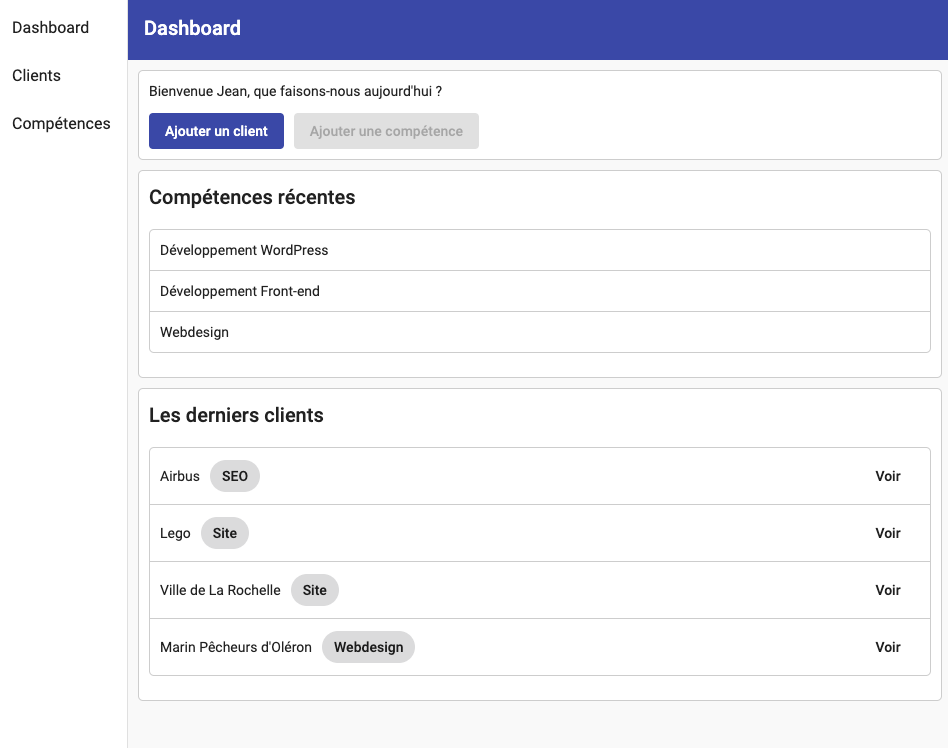 Dashboard
Clients
Compétences
Dashboard
Bienvenue Jean, que faisons-nous aujourd'hui ?
Ajouter un client
Ajouter une compétence
Compétences récentes
Développement WordPress
Développement Front-end
Webdesign
Les derniers clients
Airbus SEO Voir
Lego Site Voir
Ville de La Rochelle Site Voir
Marin Pêcheurs d'Oléron Webdesign Voir